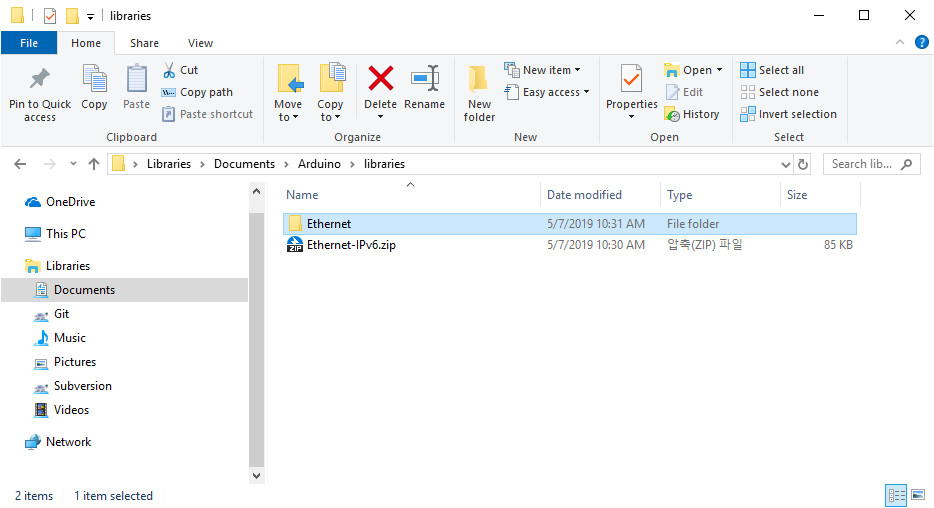 libraries
File Home Share View
Pin to Quick access
Copy
Paste
Cut
Copy path
Paste shortcut
Clipboard
Move to
Copy to
Delete
Rename
Organize
New folder
New item
Easy access
New
Properties
Open
Edit
History
Open
Select all
Select none
Invert selection
Select
Libraries Documents Arduino libraries
Search lib...
OneDrive
This PC
Libraries
Documents
Git
Music
Pictures
Subversion
Videos
Network
Name Date modified Type Size
Ethernet 5/7/2019 10:31 AM File folder
ZIP Ethernet-IPv6.zip 5/7/2019 10:30 AM 압축(ZIP) 파일 85 KB
2 items 1 item selected